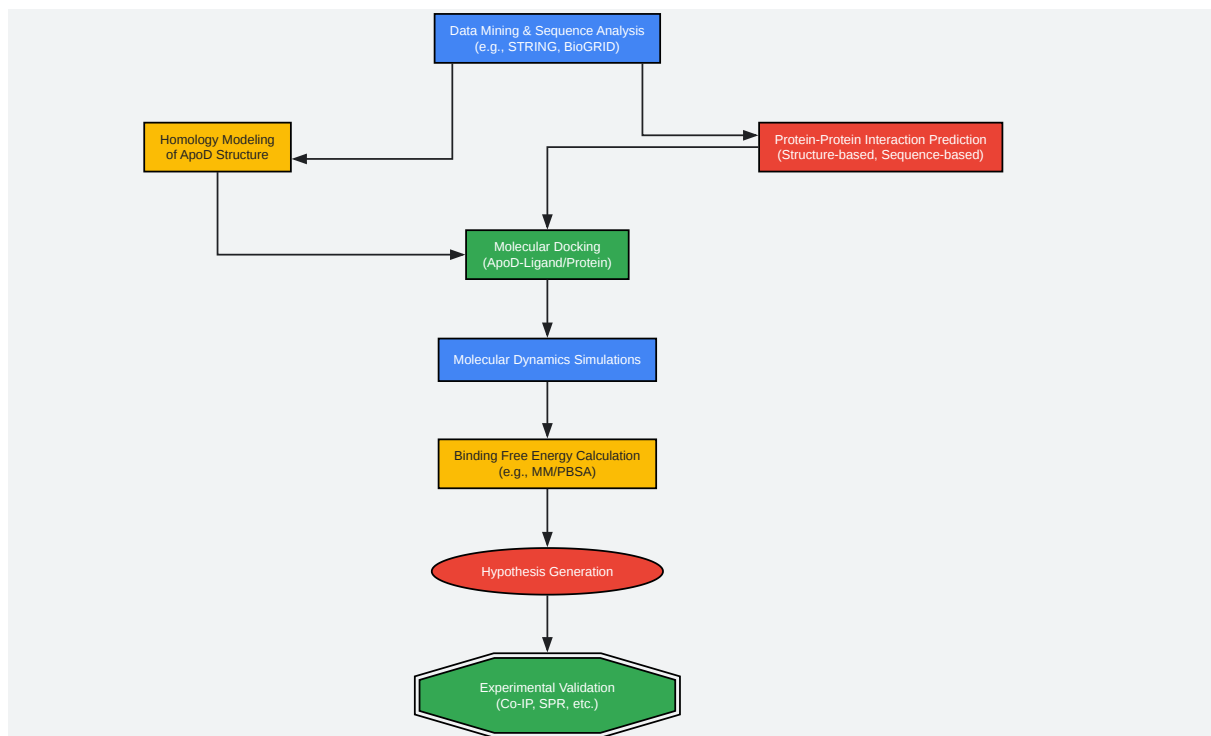 Data Mining & Sequence Analysis
(e.g., STRING, BioGRID)
Homology Modeling
of ApoD Structure
Protein-Protein Interaction Prediction
(Structure-based, Sequence-based)
Molecular Docking
(ApoD-Ligand/Protein)
Molecular Dynamics Simulations
Binding Free Energy Calculation
(e.g., MM/PBSA)
Hypothesis Generation
Experimental Validation
(Co-IP, SPR, etc.)